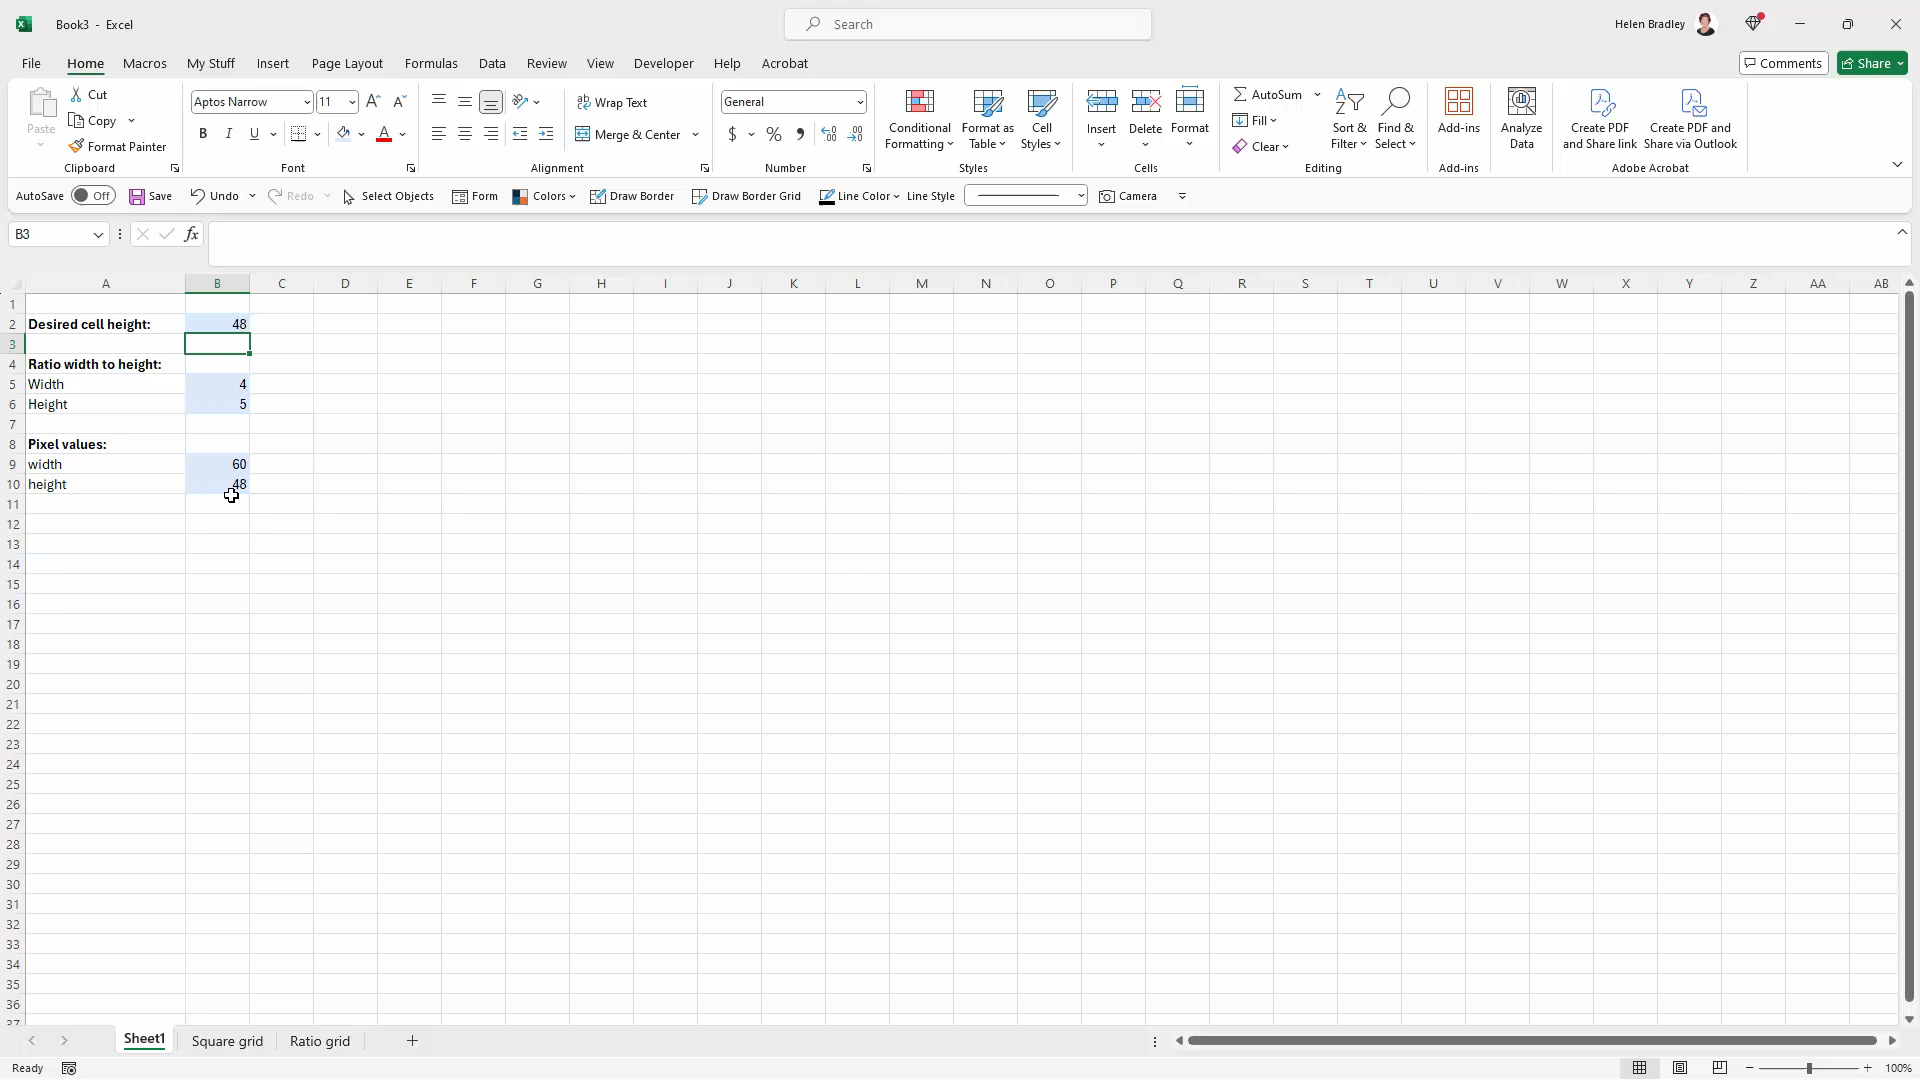 Book3 - Excel
Search
Helen Bradley
File Home Macros My Stuff Insert Page Layout Formulas Data Review View Developer Help Acrobat
Comments Share
Paste
Cut
Copy
Format Painter
Clipboard
Aptos Narrow 11
B I U
Font
Wrap Text
Merge & Center
Alignment
General
$ % ,
Number
Conditional Formatting
Format as Table
Cell Styles
Styles
Insert Delete Format
Cells
AutoSum
Fill
Clear
Sort & Filter
Find & Select
Editing
Add-ins
Add-ins
Analyze Data
Create PDF and Share link
Create PDF and Share via Outlook
Adobe Acrobat
AutoSave Off Save Undo Redo Select Objects Form Colors Draw Border Draw Border Grid Line Color Line Style Camera
B3 fx
A B C D E F G H I J K L M N O P Q R S T U V W X Y Z AA AB
1
2 Desired cell height: 48
3
4 Ratio width to height:
5 Width 4
6 Height 5
7
8 Pixel values:
9 width 60
10 height 48
11
12
13
14
15
16
17
18
19
20
21
22
23
24
25
26
27
28
29
30
31
32
33
34
35
36
37
Sheet1 Square grid Ratio grid
Ready 100%